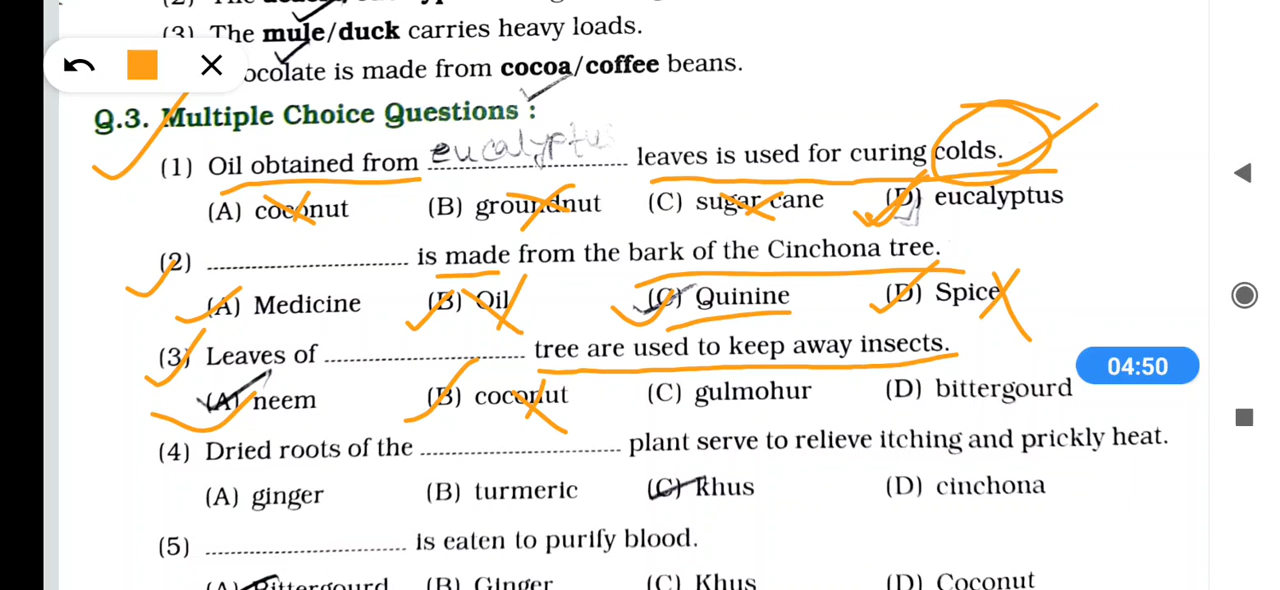 (3) The mule/duck carries heavy loads.
ocolate is made from cocoa/coffee beans.
Q.3. Multiple Choice Questions :
(1) Oil obtained from eucalyptus leaves is used for curing colds.
(A) coconut (B) groundnut (C) sugar cane (D) eucalyptus
(2) ........................ is made from the bark of the Cinchona tree.
(A) Medicine (B) Oil (C) Quinine (D) Spice
(3) Leaves of ........................ tree are used to keep away insects.
(A) neem (B) coconut (C) gulmohur (D) bittergourd
04:50
(4) Dried roots of the ........................ plant serve to relieve itching and prickly heat.
(A) ginger (B) turmeric (C) khus (D) cinchona
(5) ........................ is eaten to purify blood.
(A) Bittergourd (B) Ginger (C) Khus (D) Coconut